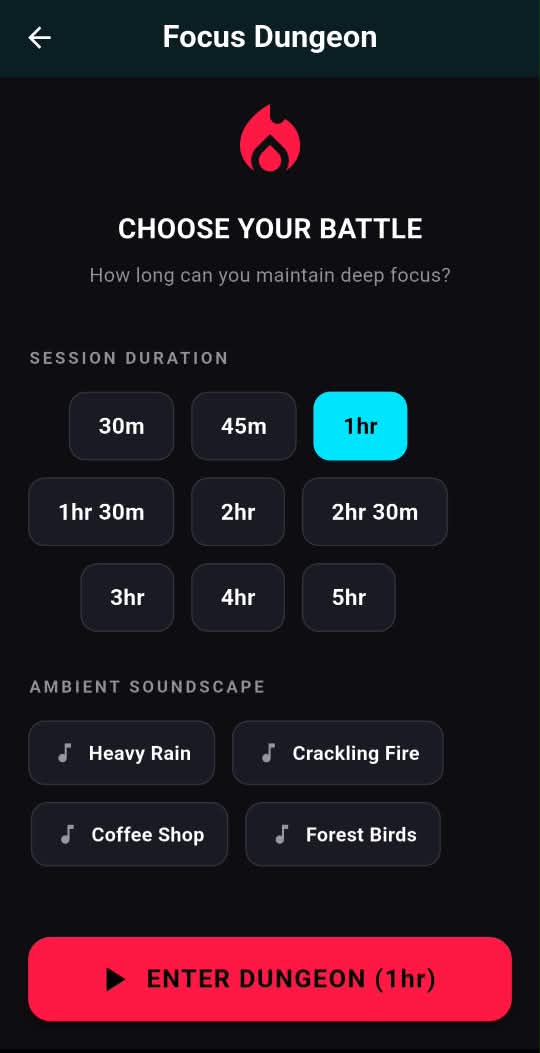 Focus Dungeon
CHOOSE YOUR BATTLE
How long can you maintain deep focus?
SESSION DURATION
30m 45m 1hr
1hr 30m 2hr 2hr 30m
3hr 4hr 5hr
AMBIENT SOUNDSCAPE
Heavy Rain Crackling Fire
Coffee Shop Forest Birds
ENTER DUNGEON (1hr)